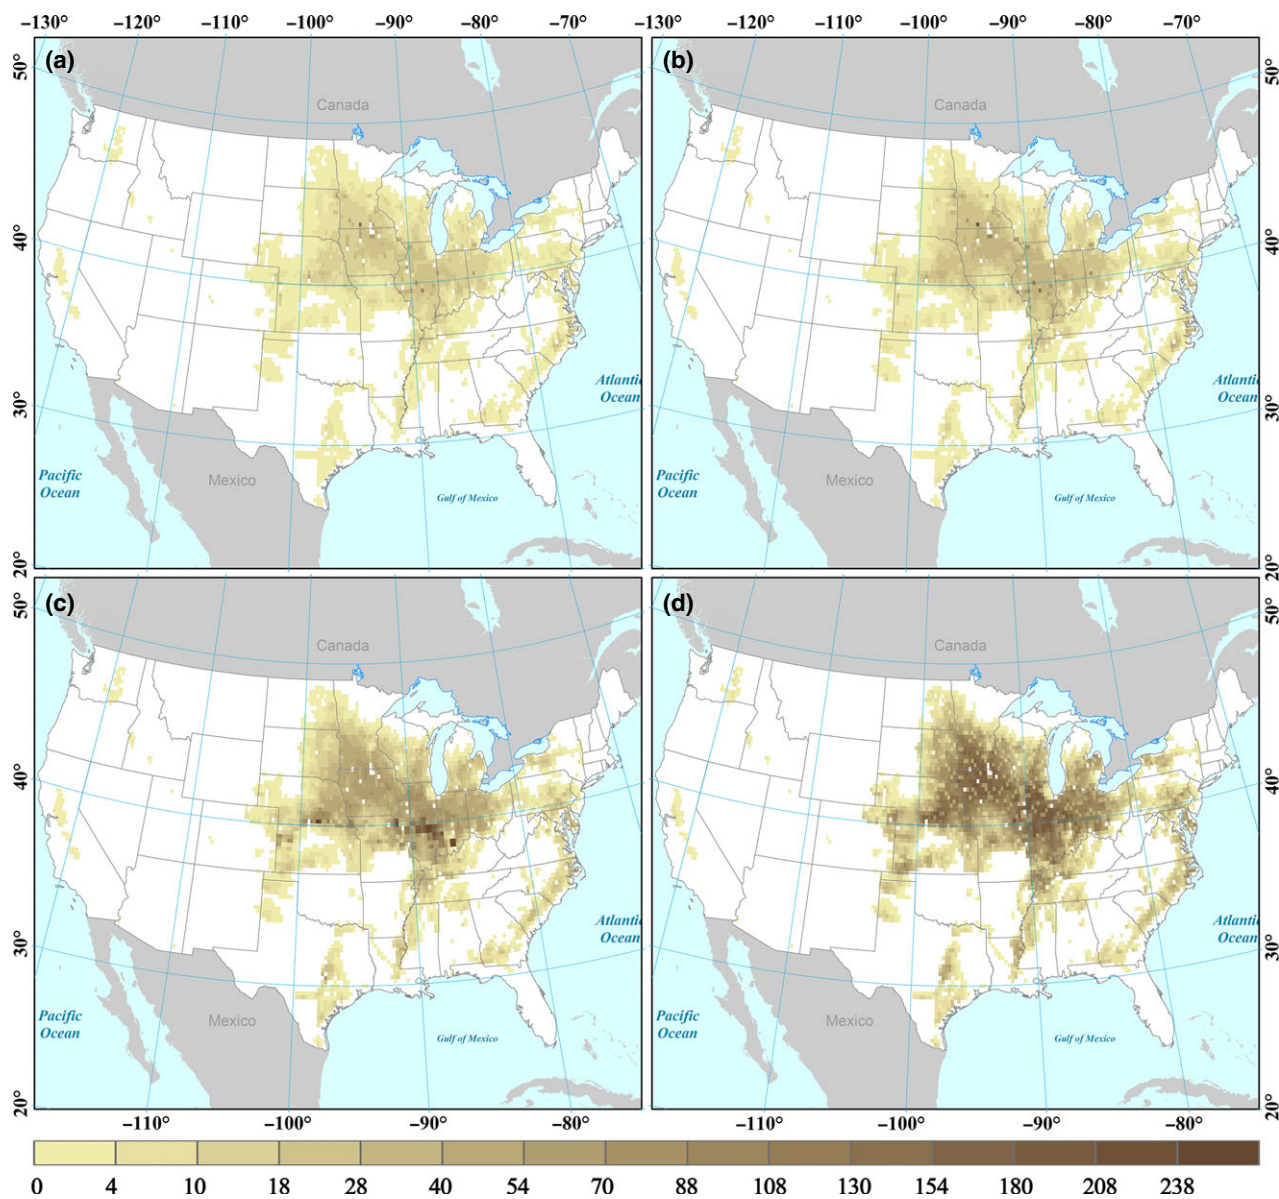 −130° −120° −110° −100° −90° −80° −70° −130° −120° −110° −100° −90° −80° −70°
(a) (b)
50° 50°
Canada Canada
40° 40°
30° 30°
Atlantic Ocean Atlantic Ocean
Pacific Ocean Pacific Ocean
Mexico Mexico
Gulf of Mexico Gulf of Mexico
20° 20°
(c) (d)
50° 50°
Canada Canada
40° 40°
30° 30°
Atlantic Ocean Atlantic Ocean
Pacific Ocean Pacific Ocean
Mexico Mexico
Gulf of Mexico Gulf of Mexico
20° 20°
−110° −100° −90° −80° −110° −100° −90° −80°
0 4 10 18 28 40 54 70 88 108 130 154 180 208 238